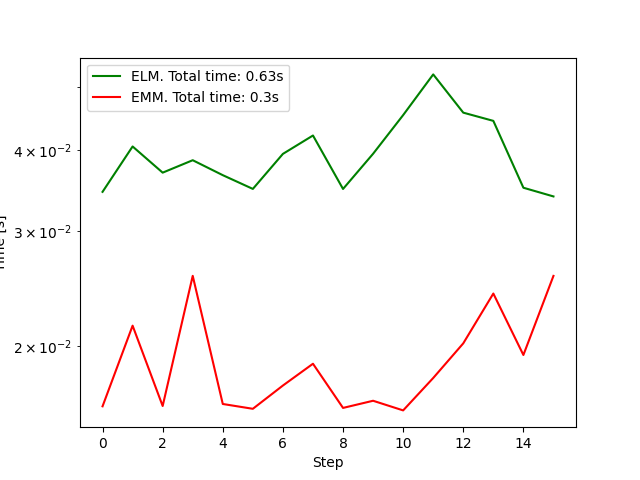 ELM. Total time: 0.63s
EMM. Total time: 0.3s
4 × 10⁻²
3 × 10⁻²
2 × 10⁻²
Time [s]
0 2 4 6 8 10 12 14
Step